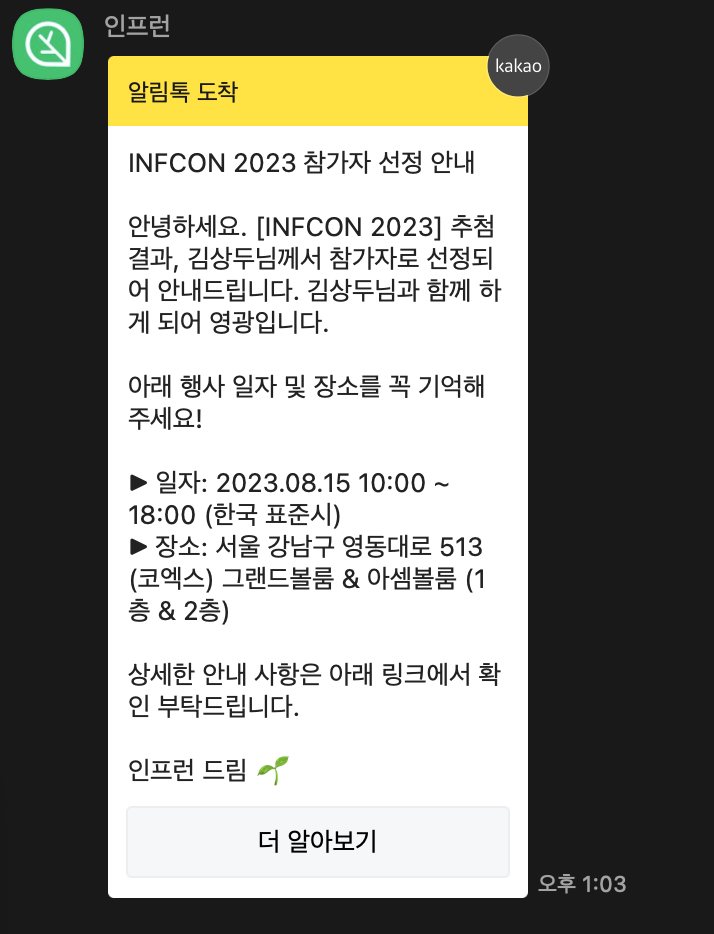 인프런
kakao
알림톡 도착
INFCON 2023 참가자 선정 안내
안녕하세요. [INFCON 2023] 추첨
결과, 김상두님께서 참가자로 선정되
어 안내드립니다. 김상두님과 함께 하
게 되어 영광입니다.
아래 행사 일자 및 장소를 꼭 기억해
주세요!
▶ 일자: 2023.08.15 10:00 ~
18:00 (한국 표준시)
▶ 장소: 서울 강남구 영동대로 513
(코엑스) 그랜드볼룸 & 아셈볼룸 (1
층 & 2층)
상세한 안내 사항은 아래 링크에서 확
인 부탁드립니다.
인프런 드림 🌱
더 알아보기
오후 1:03